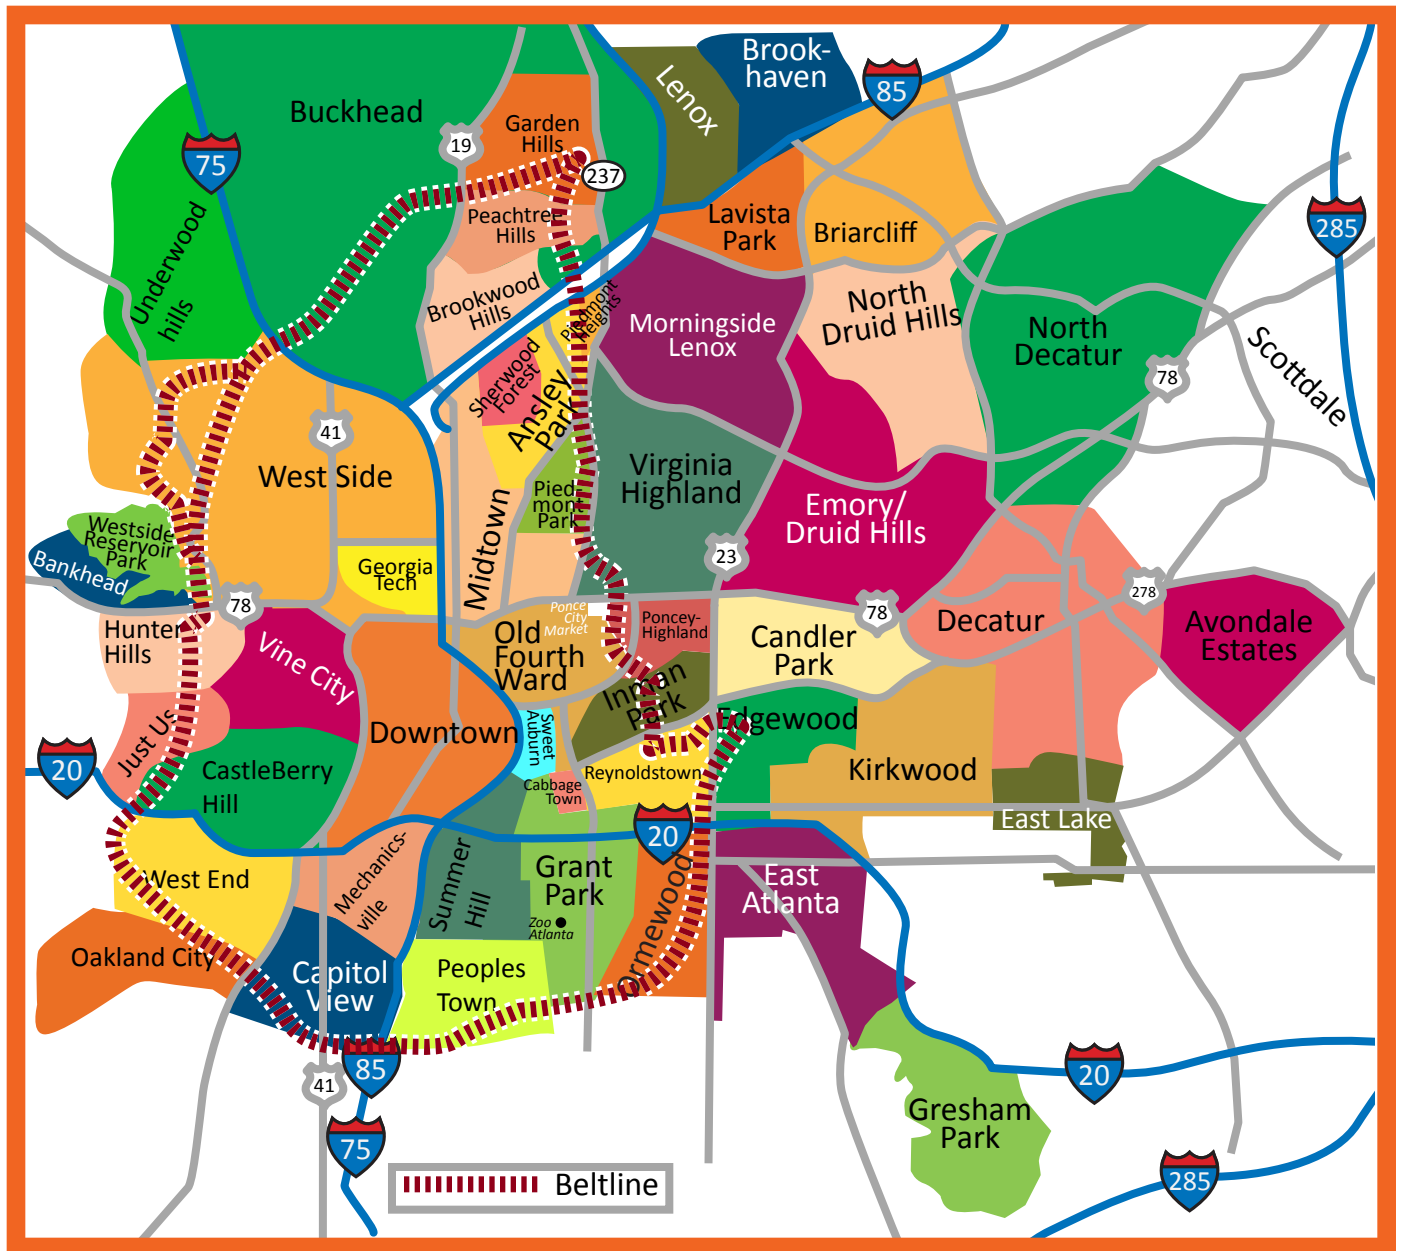 Buckhead
Lenox
Brook-
haven
85
75
19
Garden
Hills
237
285
Underwood
hills
Peachtree
Hills
Lavista
Park
Briarcliff
Brookwood
Hills
Piedmont
Heights
Morningside
Lenox
North
Druid Hills
North
Decatur
Scottdale
78
Sherwood
Forest
Ansley
Park
41
West Side
Virginia
Highland
Pied-
mont
Park
Midtown
Emory/
Druid Hills
Westside
Reservoir
Park
Bankhead
Georgia
Tech
23
78
78
278
Hunter
Hills
Vine City
Old
Fourth
Ward
Ponce
City
Market
Poncey-
Highland
Candler
Park
Decatur
Avondale
Estates
Inman
Park
Just Us
Downtown
Sweet
Auburn
Edgewood
20
CastleBerry
Hill
Cabbage
Town
Reynoldstown
Kirkwood
East Lake
20
West End
Mechanics-
ville
Summer
Hill
Grant
Park
Zoo
Atlanta
Ormewood
East
Atlanta
Oakland City
Capitol
View
Peoples
Town
85
41
75
20
Gresham
Park
285
Beltline